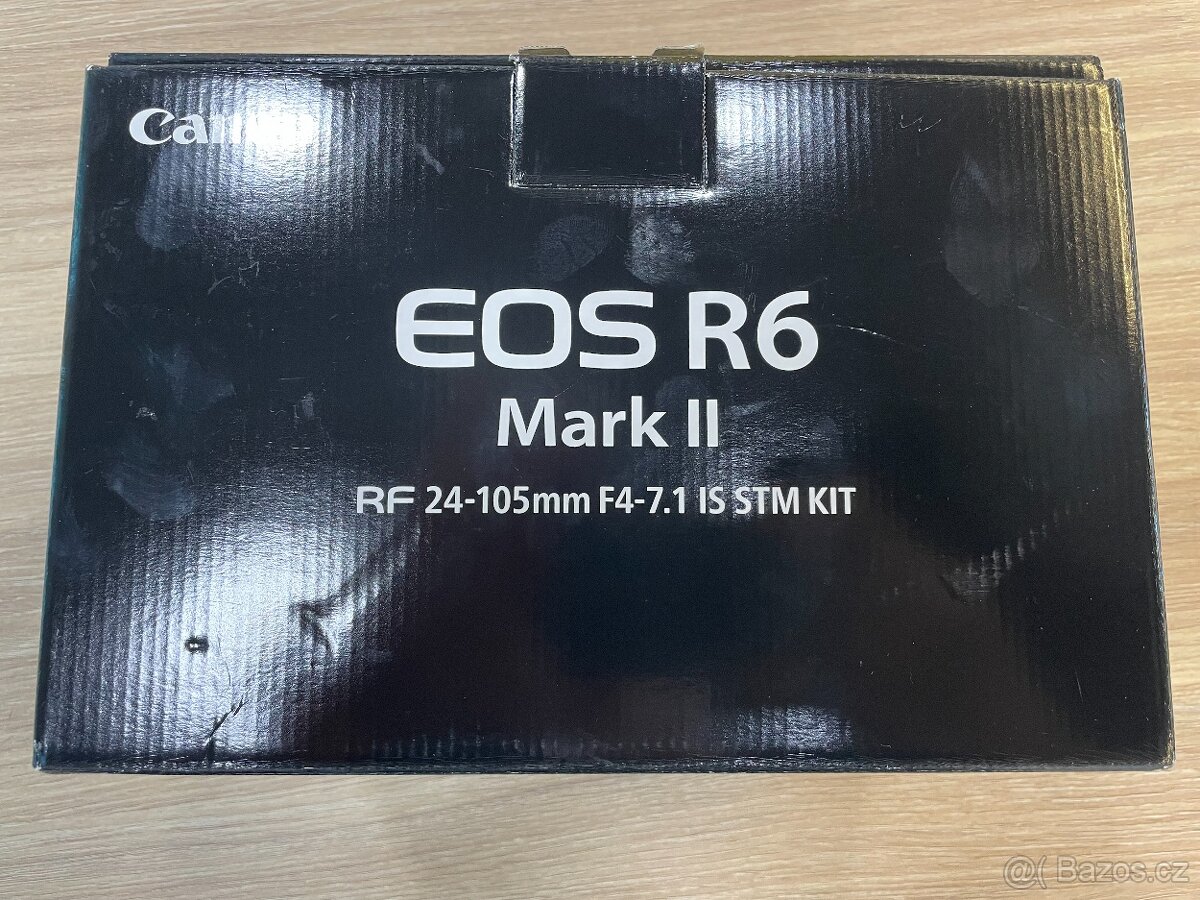 Canon
EOS R6
Mark II
RF 24-105mm F4-7.1 IS STM KIT
@( Bazos.cz